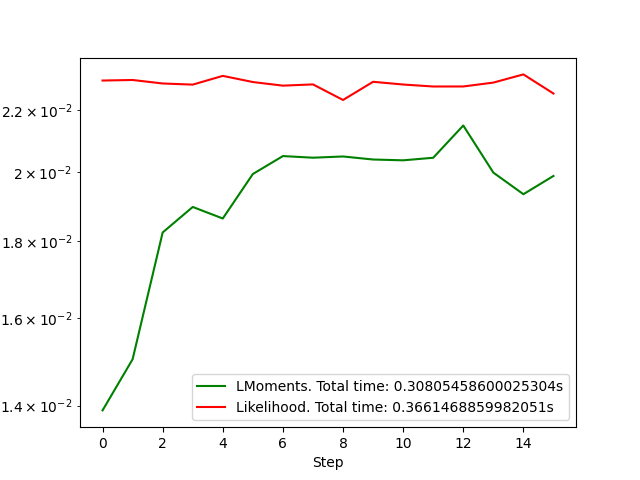 2.2 × 10⁻²
2 × 10⁻²
1.8 × 10⁻²
1.6 × 10⁻²
1.4 × 10⁻²
LMoments. Total time: 0.30805458600025304s
Likelihood. Total time: 0.3661468859982051s
0 2 4 6 8 10 12 14
Step